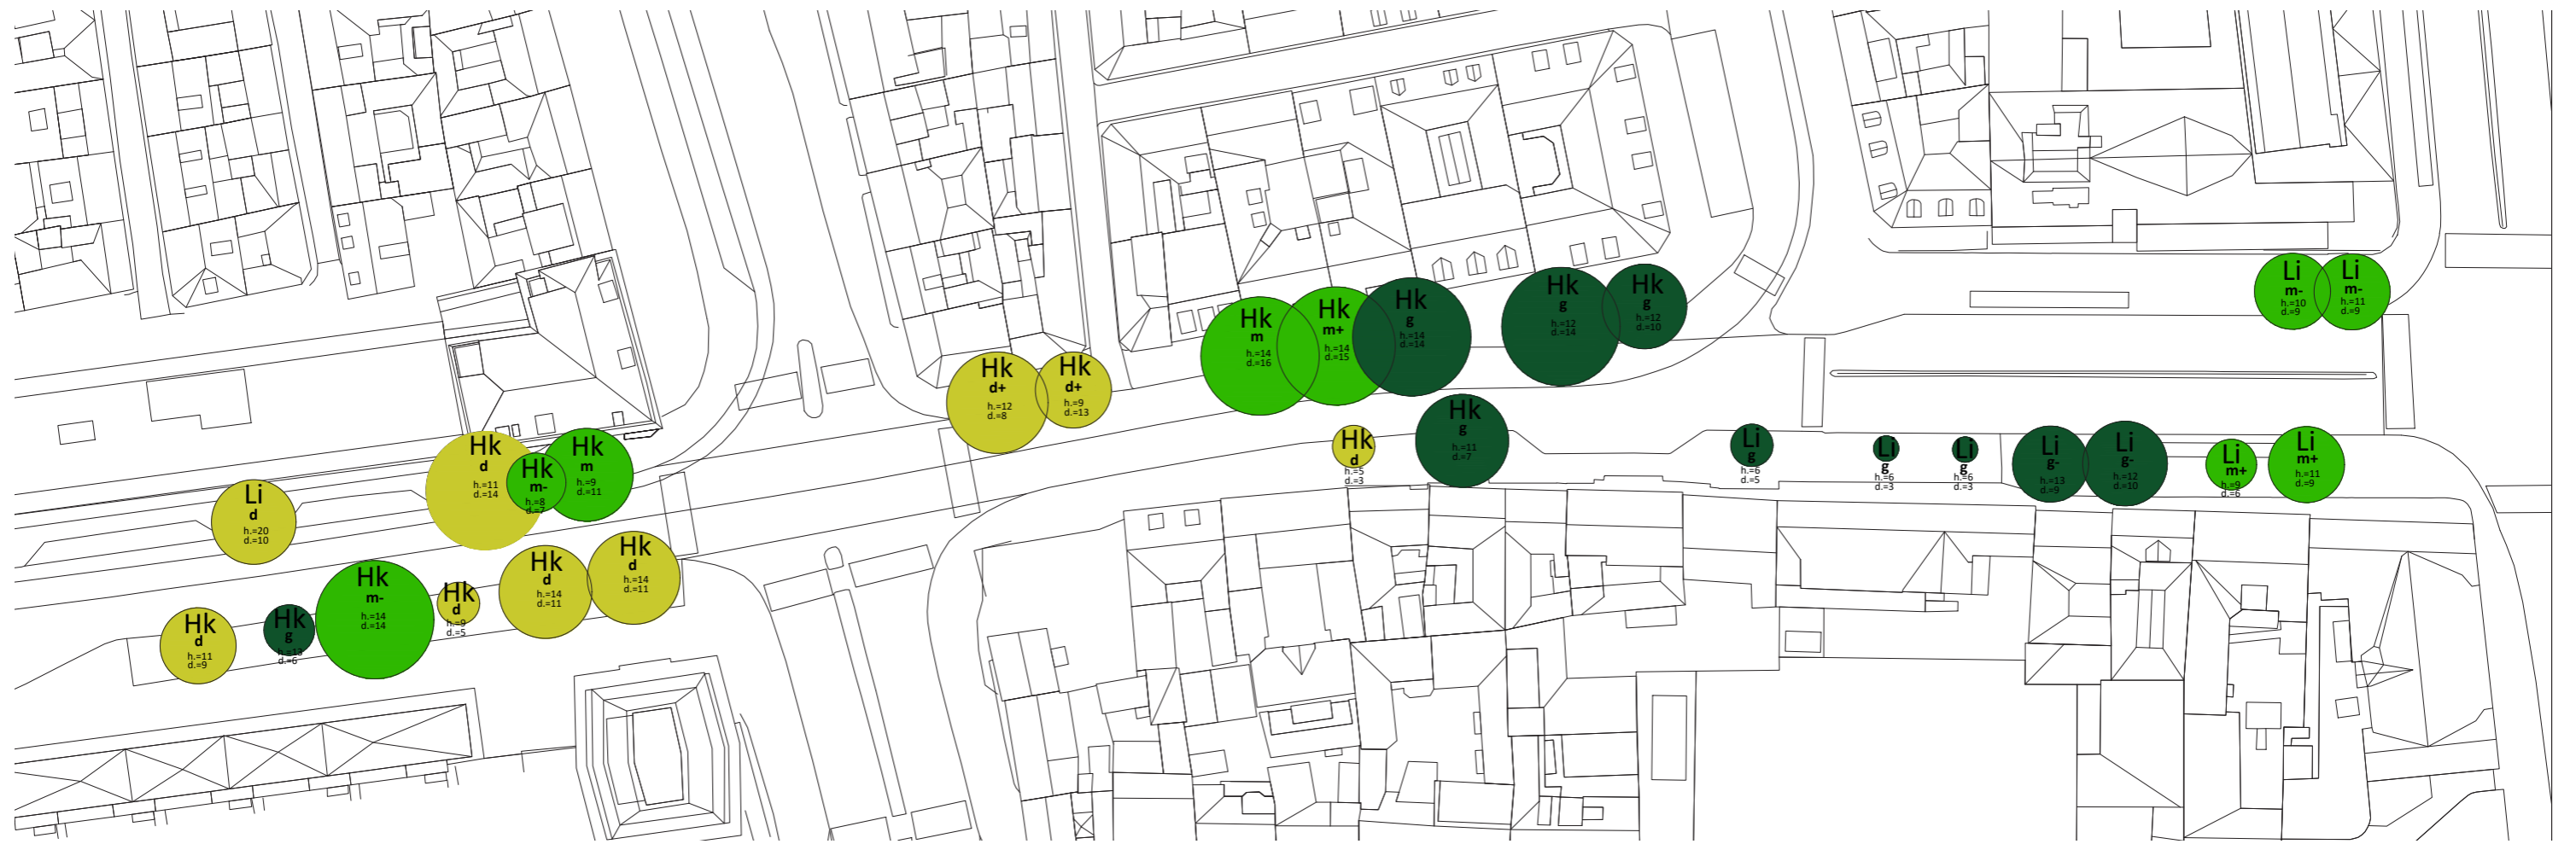 Li
m-
h.=10
d.=9
Li
m-
h.=11
d.=9
Hk
g
h.=12
d.=14
Hk
g
h.=12
d.=10
Hk
m
h.=14
d.=16
Hk
m+
h.=14
d.=15
Hk
g
h.=14
d.=14
Hk
d+
h.=12
d.=8
Hk
d+
h.=9
d.=13
Hk
d
h.=5
d.=3
Hk
g
h.=11
d.=7
Li
g
h.=6
d.=5
Li
g
h.=6
d.=3
Li
g
h.=6
d.=3
Li
g-
h.=13
d.=9
Li
g-
h.=12
d.=10
Li
m+
h.=9
d.=6
Li
m+
h.=11
d.=9
Hk
d
h.=11
d.=14
Hk
m-
h.=8
d.=7
Hk
m
h.=9
d.=11
Li
d
h.=20
d.=10
Hk
d
h.=11
d.=9
Hk
g
h.=13
d.=6
Hk
m-
h.=14
d.=14
Hk
d
h.=9
d.=5
Hk
d
h.=14
d.=11
Hk
d
h.=14
d.=11